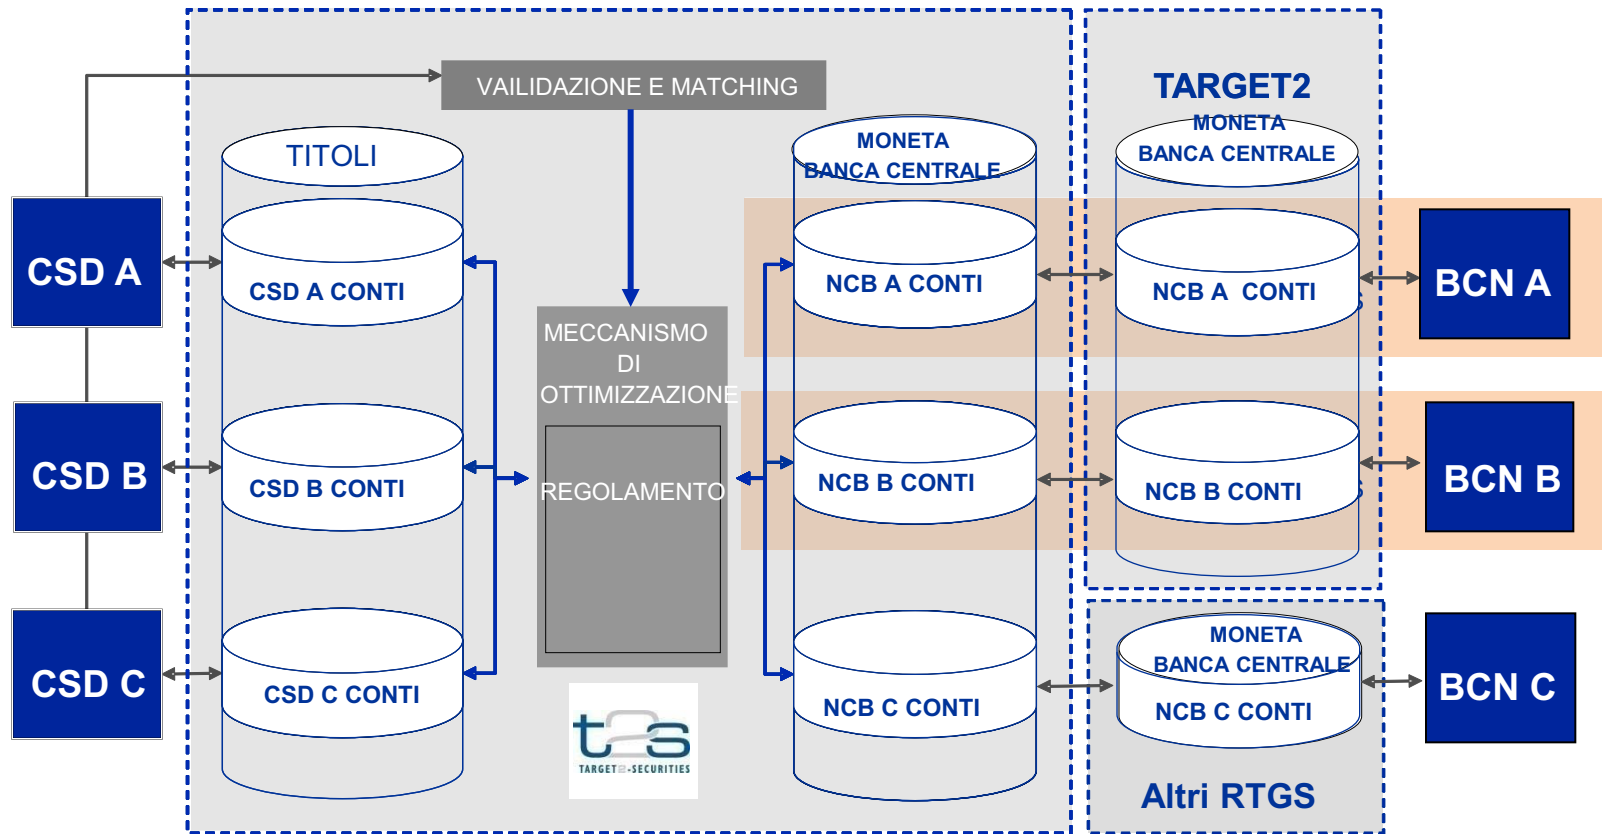 VAILIDAZIONE E MATCHING
TARGET2
TITOLI
MONETA
BANCA CENTRALE
MONETA
BANCA CENTRALE
CSD A
CSD A CONTI
NCB A CONTI
NCB A CONTI
BCN A
MECCANISMO
DI
OTTIMIZZAZIONE
CSD B
CSD B CONTI
REGOLAMENTO
NCB B CONTI
NCB B CONTI
BCN B
CSD C
CSD C CONTI
NCB C CONTI
MONETA
BANCA CENTRALE
NCB C CONTI
BCN C
t2s
TARGET2-SECURITIES
Altri RTGS